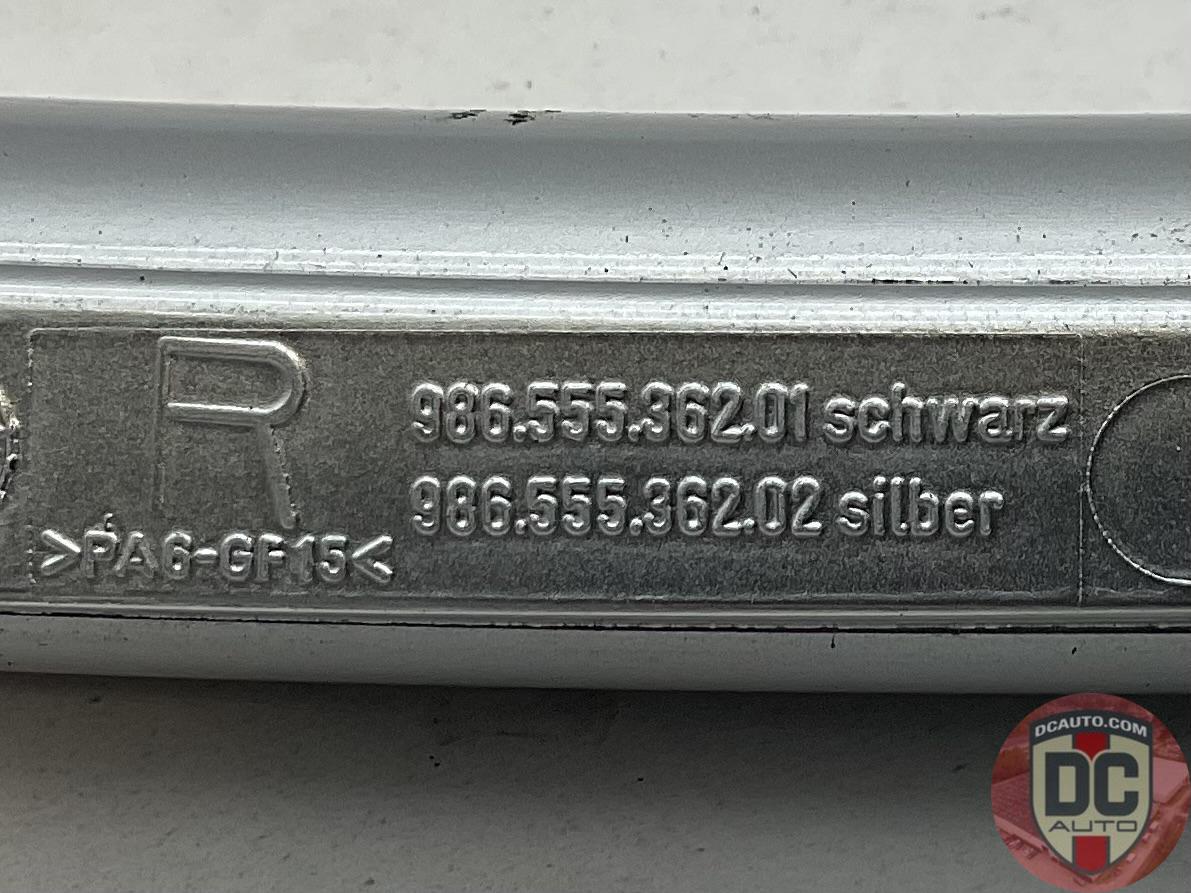 R
986.555.362.01 schwarz
986.555.362.02 silber
>PA6-GF15<
DCAUTO.COM
DC
AUTO